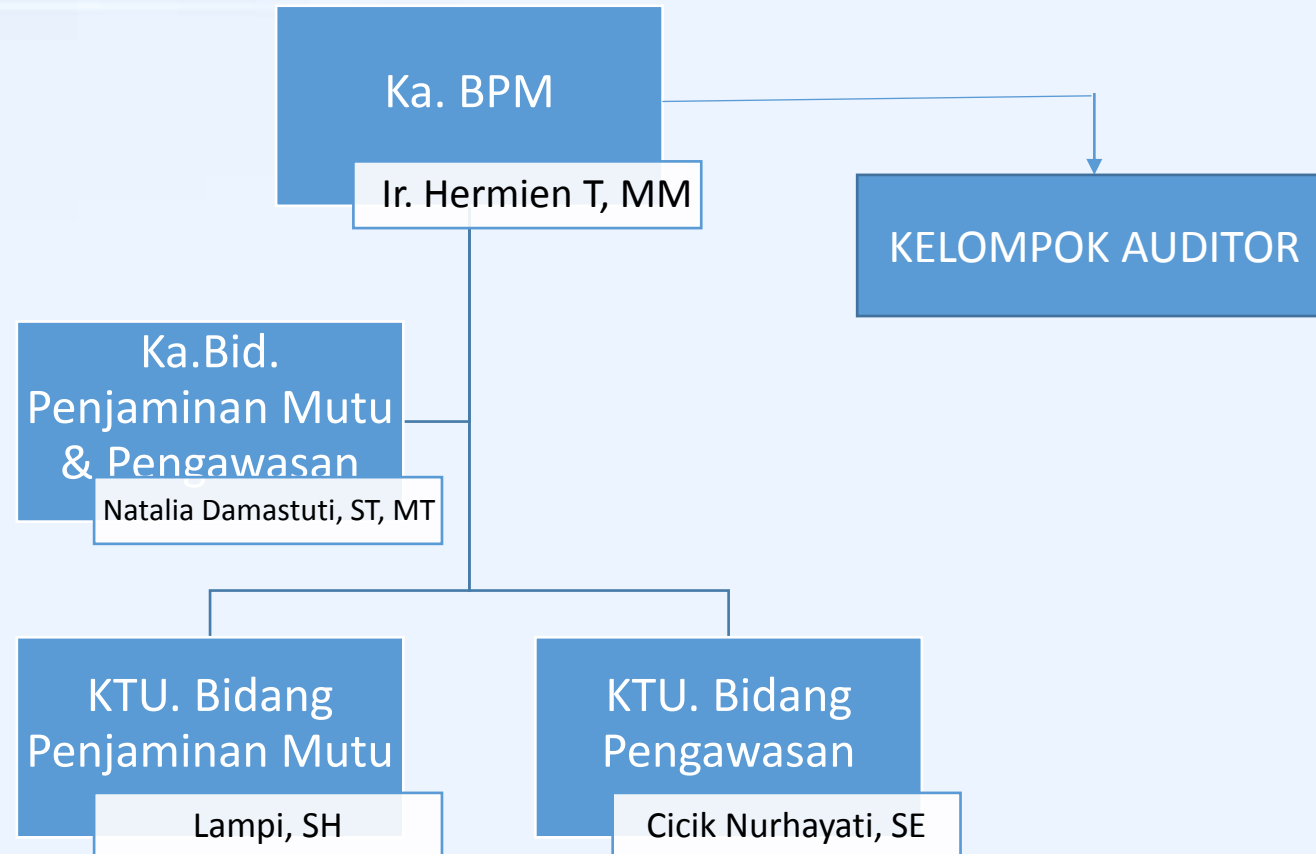 Ka. BPM
Ir. Hermien T, MM
KELOMPOK AUDITOR
Ka.Bid.
Penjaminan Mutu
& Pengawasan
Natalia Damastuti, ST, MT
KTU. Bidang
Penjaminan Mutu
Lampi, SH
KTU. Bidang
Pengawasan
Cicik Nurhayati, SE